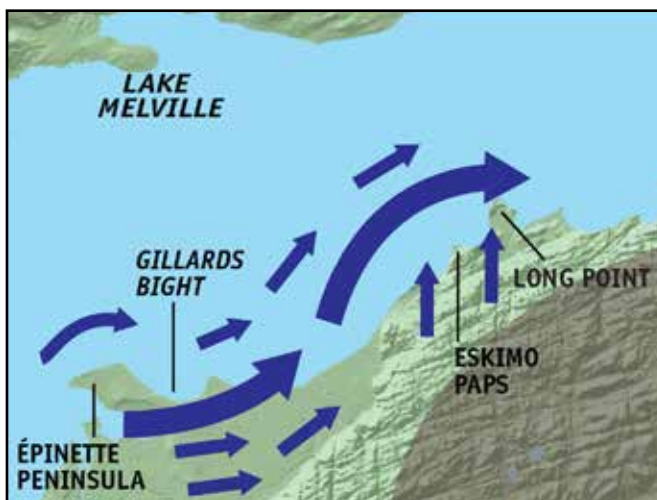 LAKE
MELVILLE
GILLARDS
BIGHT
LONG POINT
ESKIMO
PAPS
ÉPINETTE
PENINSULA